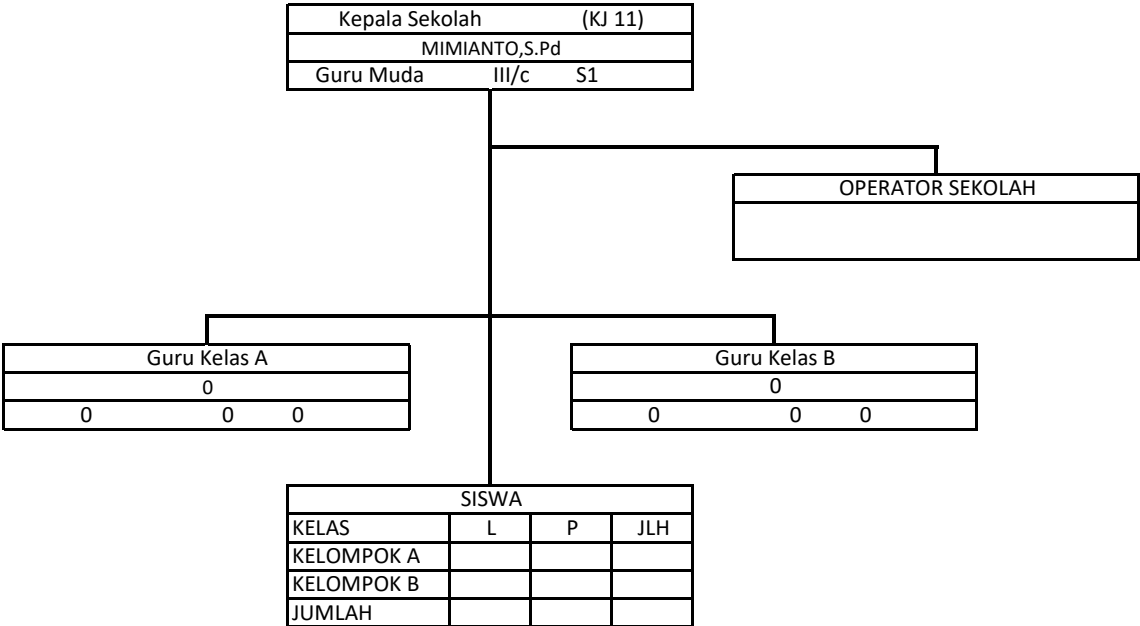 Kepala Sekolah (KJ 11)
MIMIANTO,S.Pd
Guru Muda III/c S1
OPERATOR SEKOLAH
Guru Kelas A
0
0 0 0
Guru Kelas B
0
0 0 0
SISWA
KELAS L P JLH
KELOMPOK A
KELOMPOK B
JUMLAH